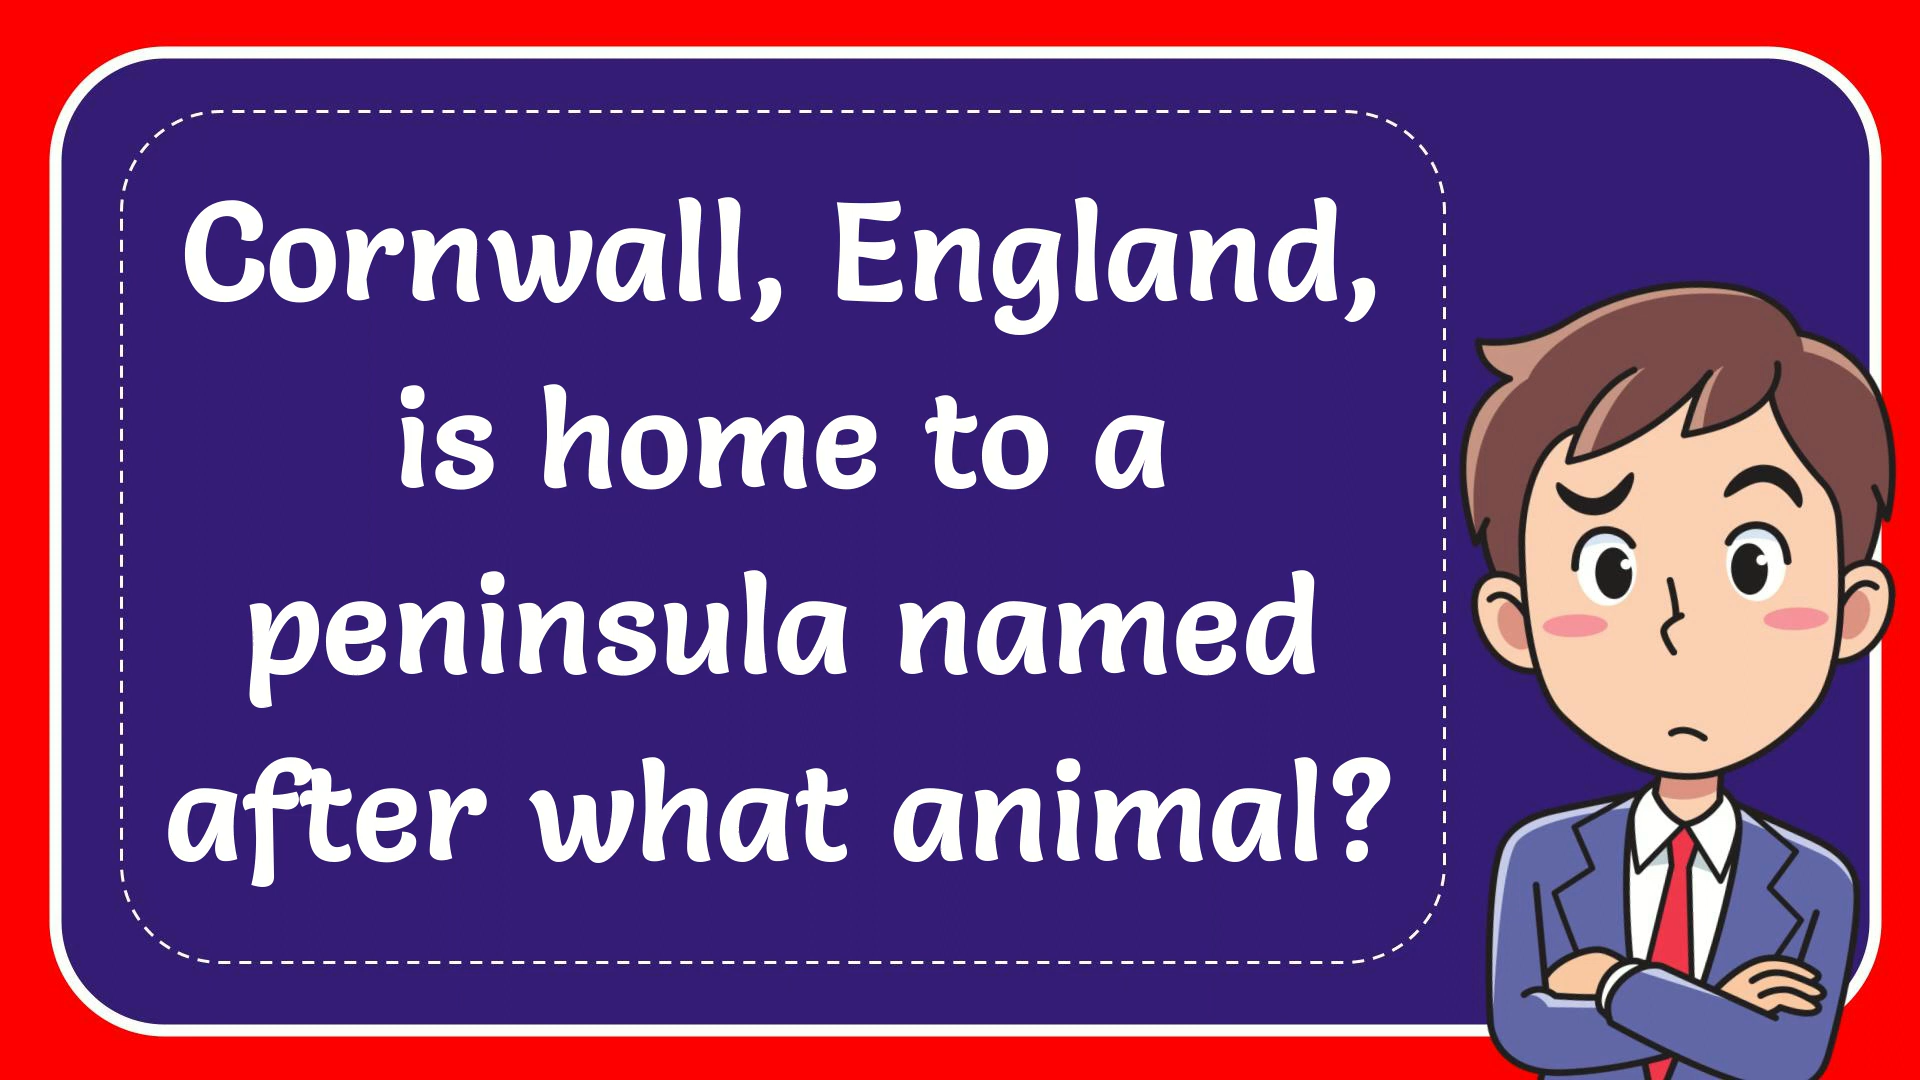 Cornwall, England,
is home to a
peninsula named
after what animal?